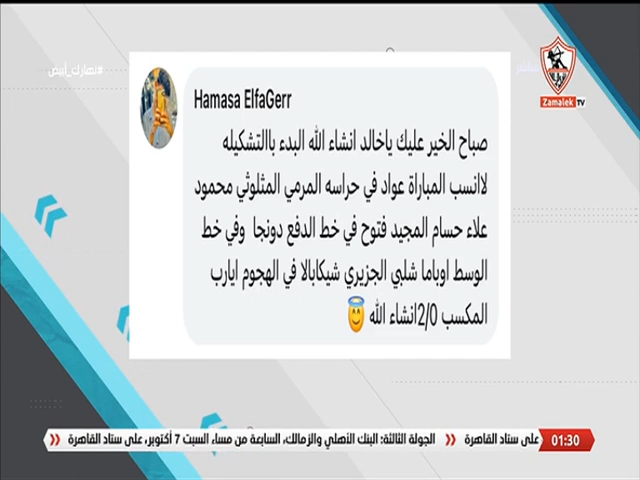 #نهارك_أبيض
Zamalek TV
Hamasa ElfaGerr
صباح الخير عليك ياخالد انشاء الله البدء باالتشكيله
لاانسب المباراة عواد في حراسه المرمي المثلوثي محمود
علاء حسام المجيد فتوح في خط الدفع دونجا وفي خط
الوسط اوباما شلبي الجزيري شيكابالا في الهجوم ايارب
المكسب 2/0انشاء الله 😇
01:30 على ستاد القاهرة » الجولة الثالثة: البنك الأهلي والزمالك، السابعة من مساء السبت 7 أكتوبر، على ستاد القاهرة »